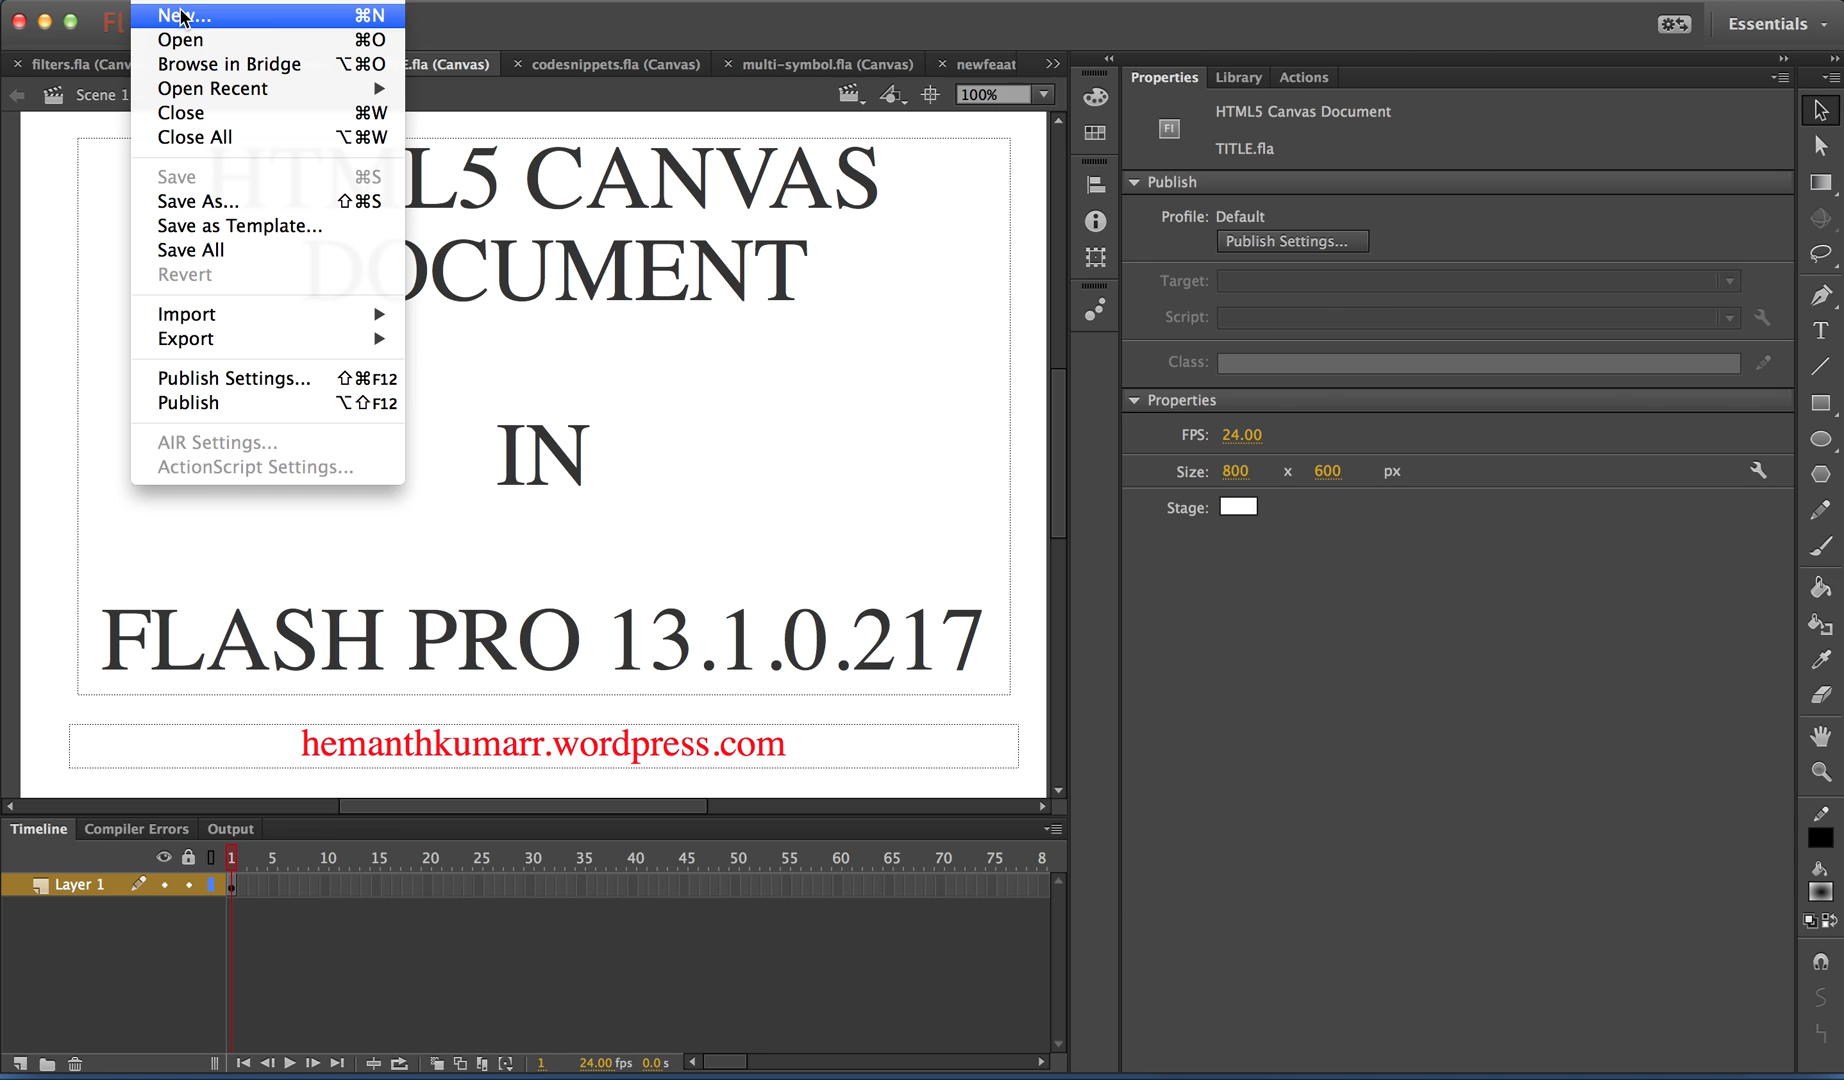 Fl
Essentials
New... ⌘N
Open ⌘O
Browse in Bridge ⌥⌘O
Open Recent
Close ⌘W
Close All ⌥⌘W
Save ⌘S
Save As... ⇧⌘S
Save as Template...
Save All
Revert
Import
Export
Publish Settings... ⇧⌘F12
Publish ⌥⇧F12
AIR Settings...
ActionScript Settings...
filters.fla (Canv
E.fla (Canvas)
codesnippets.fla (Canvas)
multi-symbol.fla (Canvas)
newfeaat
Scene 1
100%
HTML5 CANVAS
DOCUMENT
IN
FLASH PRO 13.1.0.217
hemanthkumarr.wordpress.com
Properties Library Actions
Fl
HTML5 Canvas Document
TITLE.fla
Publish
Profile: Default
Publish Settings...
Target:
Script:
Class:
Properties
FPS: 24.00
Size: 800 x 600 px
Stage:
Timeline Compiler Errors Output
1 5 10 15 20 25 30 35 40 45 50 55 60 65 70 75 8
Layer 1
1 24.00 fps 0.0 s